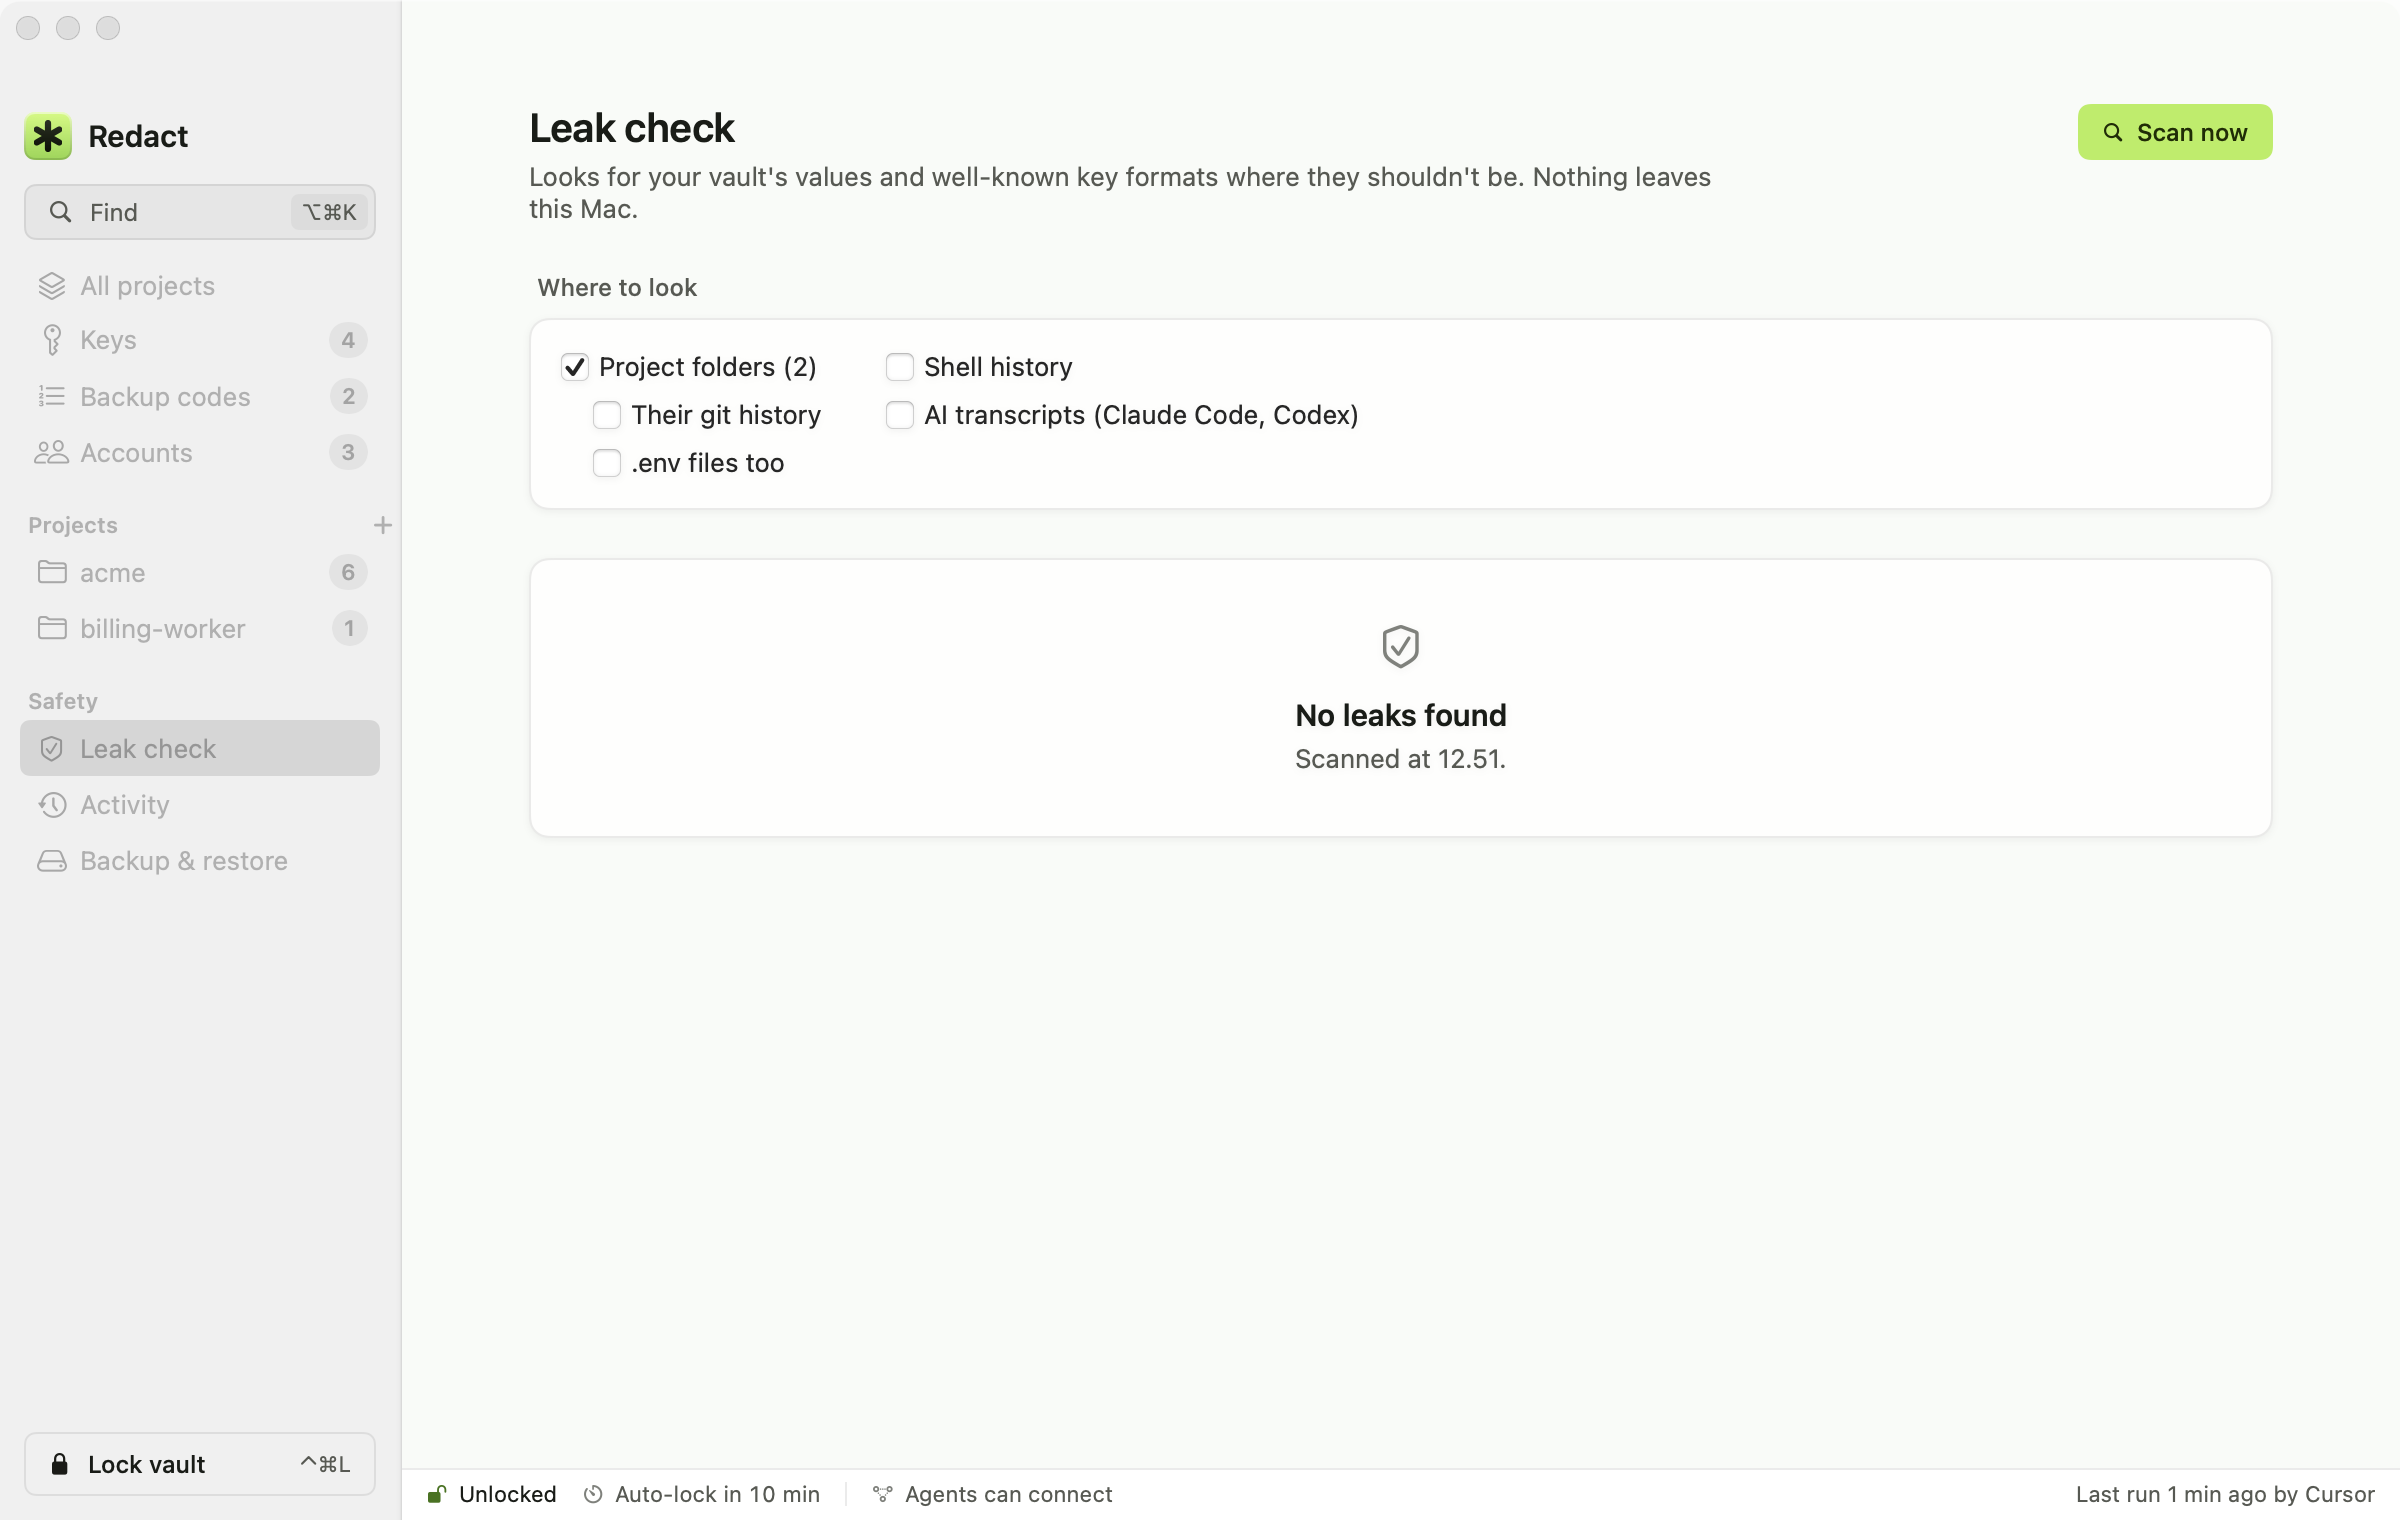 Redact
Find ⌥⌘K
All projects
Keys 4
Backup codes 2
Accounts 3
Projects +
acme 6
billing-worker 1
Safety
Leak check
Activity
Backup & restore
Lock vault ^⌘L
Leak check
Scan now
Looks for your vault's values and well-known key formats where they shouldn't be. Nothing leaves
this Mac.
Where to look
Project folders (2)
Their git history
.env files too
Shell history
AI transcripts (Claude Code, Codex)
No leaks found
Scanned at 12.51.
Unlocked
Auto-lock in 10 min
Agents can connect
Last run 1 min ago by Cursor